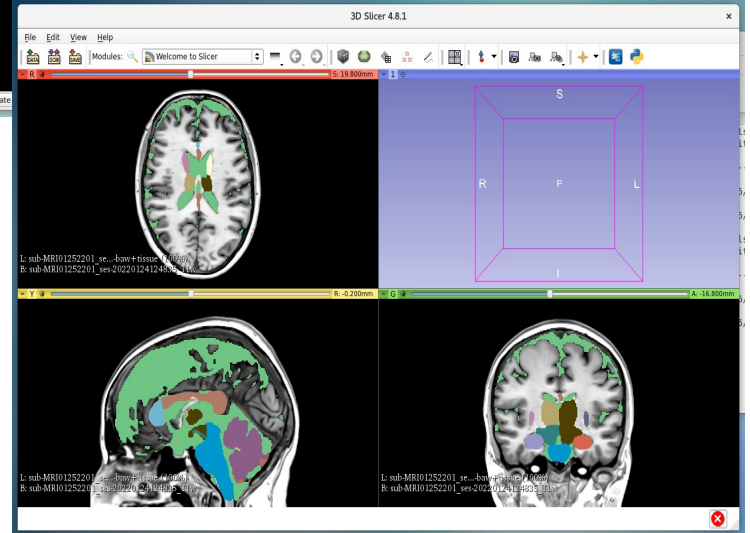 3D Slicer 4.8.1
x
File Edit View Help
DATA DCM SAVE Modules: Welcome to Slicer
ate
R S: 19.800mm
1
S
R P L
I
L: sub-MRI01252201_se...-baw+tissue (100%)
B: sub-MRI01252201_ses-20220124124835_T1w
Y R: -0.200mm
G A: -16.800mm
L: sub-MRI01252201_se...-baw+tissue (100%)
B: sub-MRI01252201_ses-20220124124835_T1w
L: sub-MRI01252201_se...-baw+tissue (100%)
B: sub-MRI01252201_ses-20220124124835_T1w